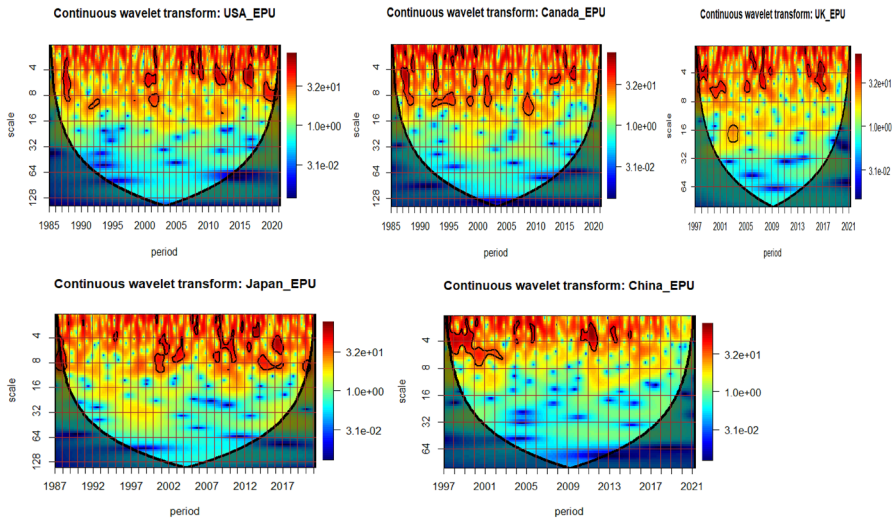 Continuous wavelet transform: USA_EPU
scale
4
8
16
32
64
128
1985 1990 1995 2000 2005 2010 2015 2020
period
3.2e+01
1.0e+00
3.1e-02
Continuous wavelet transform: Canada_EPU
scale
4
8
16
32
64
128
1985 1990 1995 2000 2005 2010 2015 2020
period
3.2e+01
1.0e+00
3.1e-02
Continuous wavelet transform: UK_EPU
scale
4
8
16
32
64
1997 2001 2005 2009 2013 2017 2021
period
3.2e+01
1.0e+00
3.1e-02
Continuous wavelet transform: Japan_EPU
scale
4
8
16
32
64
128
1987 1992 1997 2002 2007 2012 2017
period
3.2e+01
1.0e+00
3.1e-02
Continuous wavelet transform: China_EPU
scale
4
8
16
32
64
1997 2001 2005 2009 2013 2017 2021
period
3.2e+01
1.0e+00
3.1e-02